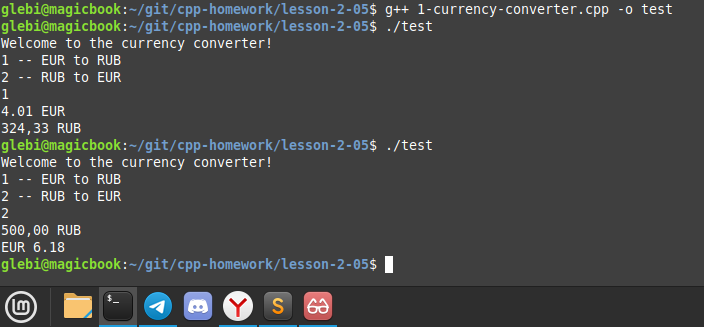 glebi@magicbook:~/git/cpp-homework/lesson-2-05$ g++ 1-currency-converter.cpp -o test
glebi@magicbook:~/git/cpp-homework/lesson-2-05$ ./test
Welcome to the currency converter!
1 -- EUR to RUB
2 -- RUB to EUR
1
4.01 EUR
324,33 RUB
glebi@magicbook:~/git/cpp-homework/lesson-2-05$ ./test
Welcome to the currency converter!
1 -- EUR to RUB
2 -- RUB to EUR
2
500,00 RUB
EUR 6.18
glebi@magicbook:~/git/cpp-homework/lesson-2-05$
$_
Y
S